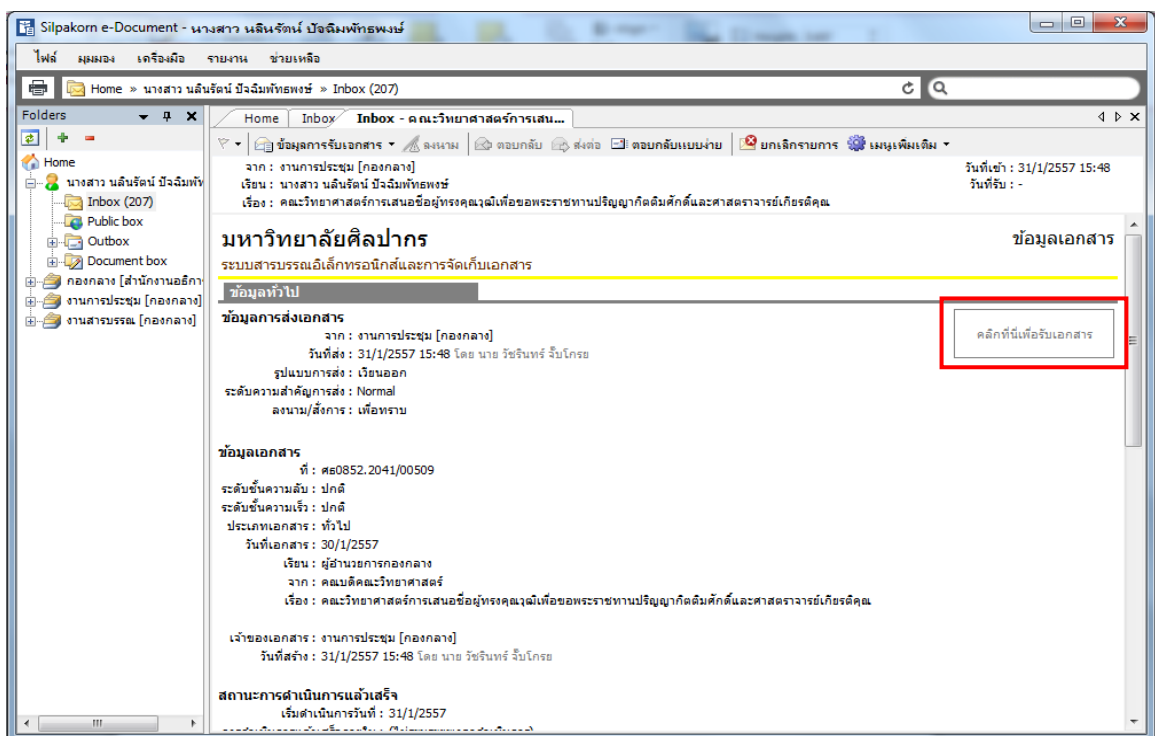 Silpakorn e-Document - นางสาว นลินรัตน์ ปัจฉิมพัทธพงษ์
ไฟล์ มุมมอง เครื่องมือ รายงาน ช่วยเหลือ
Home » นางสาว นลินรัตน์ ปัจฉิมพัทธพงษ์ » Inbox (207)
Folders
Home Inbox Inbox - คณะวิทยาศาสตร์การเสน...
ข้อมูลการรับเอกสาร ลงนาม ตอบกลับ ส่งต่อ ตอบกลับแบบง่าย ยกเลิกรายการ เมนูเพิ่มเติม
Home
นางสาว นลินรัตน์ ปัจฉิมพั
Inbox (207)
Public box
Outbox
Document box
กองกลาง [สำนักงานอธิกา
งานการประชุม [กองกลาง]
งานสารบรรณ [กองกลาง]
จาก : งานการประชุม [กองกลาง]
วันที่เข้า : 31/1/2557 15:48
เรียน : นางสาว นลินรัตน์ ปัจฉิมพัทธพงษ์
วันที่รับ : -
เรื่อง : คณะวิทยาศาสตร์การเสนอชื่อผู้ทรงคุณวุฒิเพื่อขอพระราชทานปริญญากิตติมศักดิ์และศาสตราจารย์เกียรติคุณ
มหาวิทยาลัยศิลปากร
ข้อมูลเอกสาร
ระบบสารบรรณอิเล็กทรอนิกส์และการจัดเก็บเอกสาร
ข้อมูลทั่วไป
ข้อมูลการส่งเอกสาร
คลิกที่นี่เพื่อรับเอกสาร
จาก : งานการประชุม [กองกลาง]
วันที่ส่ง : 31/1/2557 15:48 โดย นาย วัชรินทร์ จั๊บโกรย
รูปแบบการส่ง : เวียนออก
ระดับความสำคัญการส่ง : Normal
ลงนาม/สั่งการ : เพื่อทราบ
ข้อมูลเอกสาร
ที่ : ศธ0852.2041/00509
ระดับชั้นความลับ : ปกติ
ระดับชั้นความเร็ว : ปกติ
ประเภทเอกสาร : ทั่วไป
วันที่เอกสาร : 30/1/2557
เรียน : ผู้อำนวยการกองกลาง
จาก : คณบดีคณะวิทยาศาสตร์
เรื่อง : คณะวิทยาศาสตร์การเสนอชื่อผู้ทรงคุณวุฒิเพื่อขอพระราชทานปริญญากิตติมศักดิ์และศาสตราจารย์เกียรติคุณ
เจ้าของเอกสาร : งานการประชุม [กองกลาง]
วันที่สร้าง : 31/1/2557 15:48 โดย นาย วัชรินทร์ จั๊บโกรย
สถานะการดำเนินการแล้วเสร็จ
เริ่มดำเนินการวันที่ : 31/1/2557